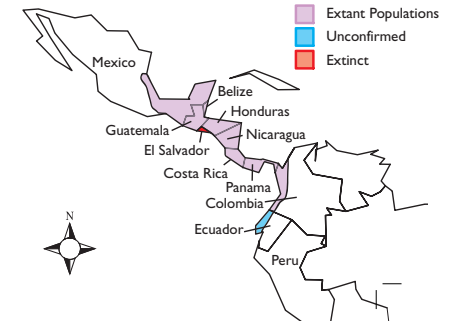 Extant Populations
Unconfirmed
Extinct
Mexico
Belize
Honduras
Guatemala
Nicaragua
El Salvador
Costa Rica
Panama
Colombia
Ecuador
N
Peru